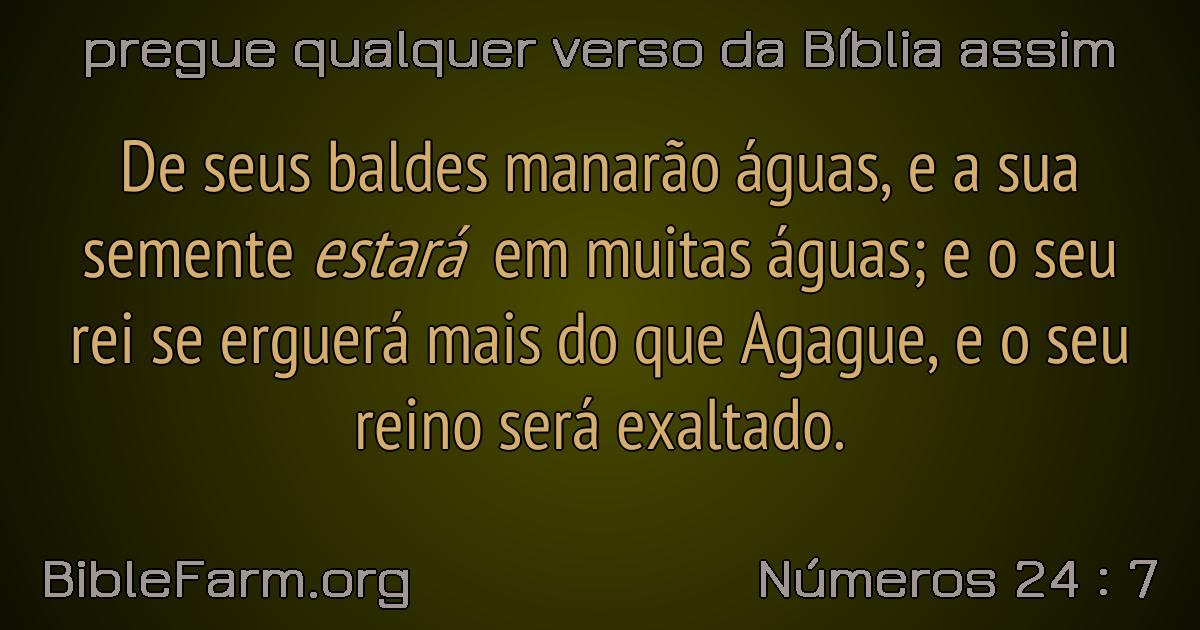 pregue qualquer verso da Bíblia assim
De seus baldes manarão águas, e a sua
semente estará em muitas águas; e o seu
rei se erguerá mais do que Agague, e o seu
reino será exaltado.
BibleFarm.org
Números 24 : 7